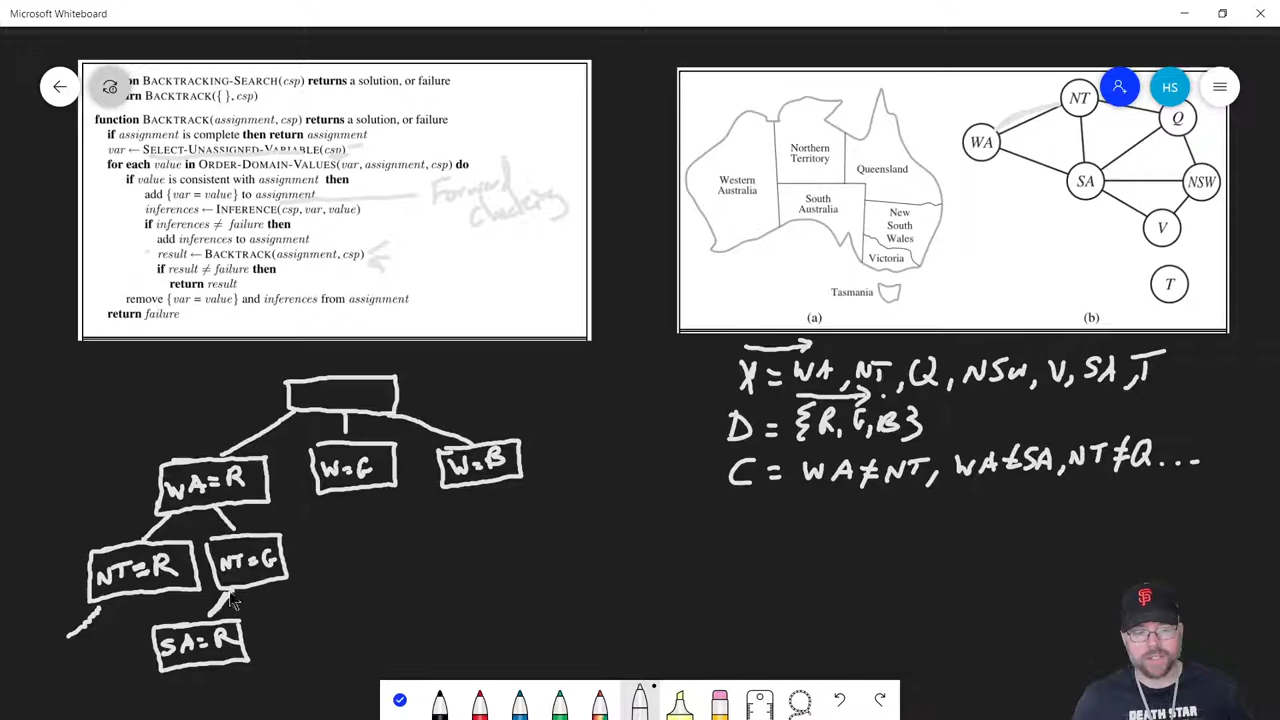 Microsoft Whiteboard
on BACKTRACKING-SEARCH(csp) returns a solution, or failure
urn BACKTRACK({ }, csp)
function BACKTRACK(assignment, csp) returns a solution, or failure
if assignment is complete then return assignment
var ← SELECT-UNASSIGNED-VARIABLE(csp)
for each value in ORDER-DOMAIN-VALUES(var, assignment, csp) do
if value is consistent with assignment then
add {var = value} to assignment
inferences ← INFERENCE(csp, var, value)
if inferences ≠ failure then
add inferences to assignment
result ← BACKTRACK(assignment, csp)
if result ≠ failure then
return result
remove {var = value} and inferences from assignment
return failure
Forward
checking
Western
Australia
Northern
Territory
South
Australia
Queensland
New
South
Wales
Victoria
Tasmania
(a)
HS
NT
Q
WA
SA
NSW
V
T
(b)
X = WA, NT, Q, NSW, V, SA, T
D = {R, G, B}
C = WA≠NT, WA≠SA, NT≠Q...
WA=R
W=G
W=B
NT=R
NT=G
SA=R
SF
DEATH STAR